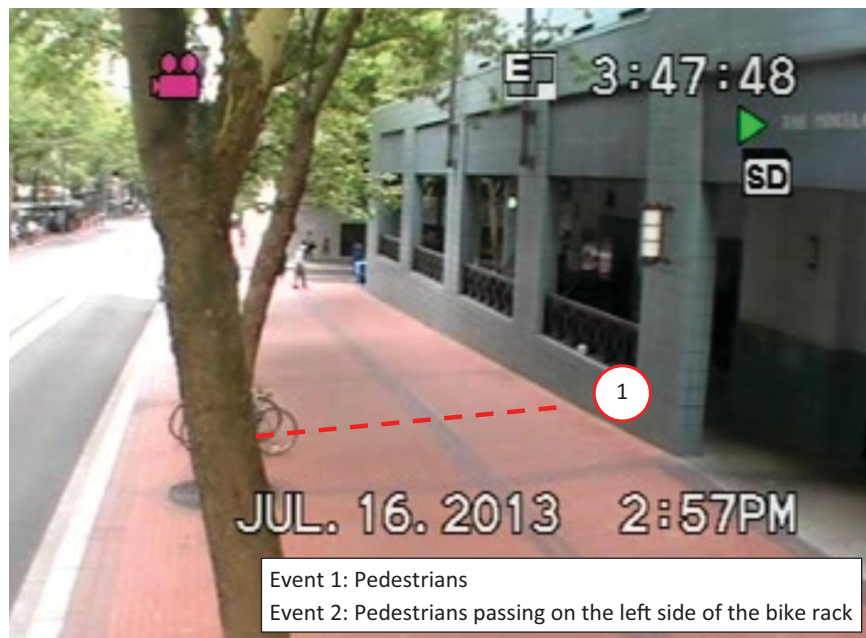 E 3:47:48
SD
1
JUL. 16. 2013 2:57PM
Event 1: Pedestrians
Event 2: Pedestrians passing on the left side of the bike rack